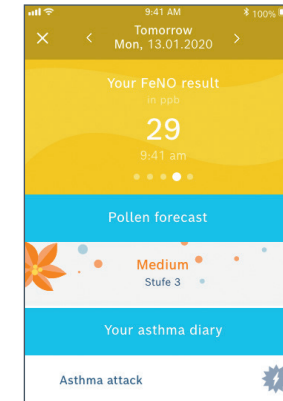 9:41 AM
100%
Tomorrow
Mon, 13.01.2020
Your FeNO result
in ppb
29
9:41 am
Pollen forecast
Medium
Stufe 3
Your asthma diary
Asthma attack